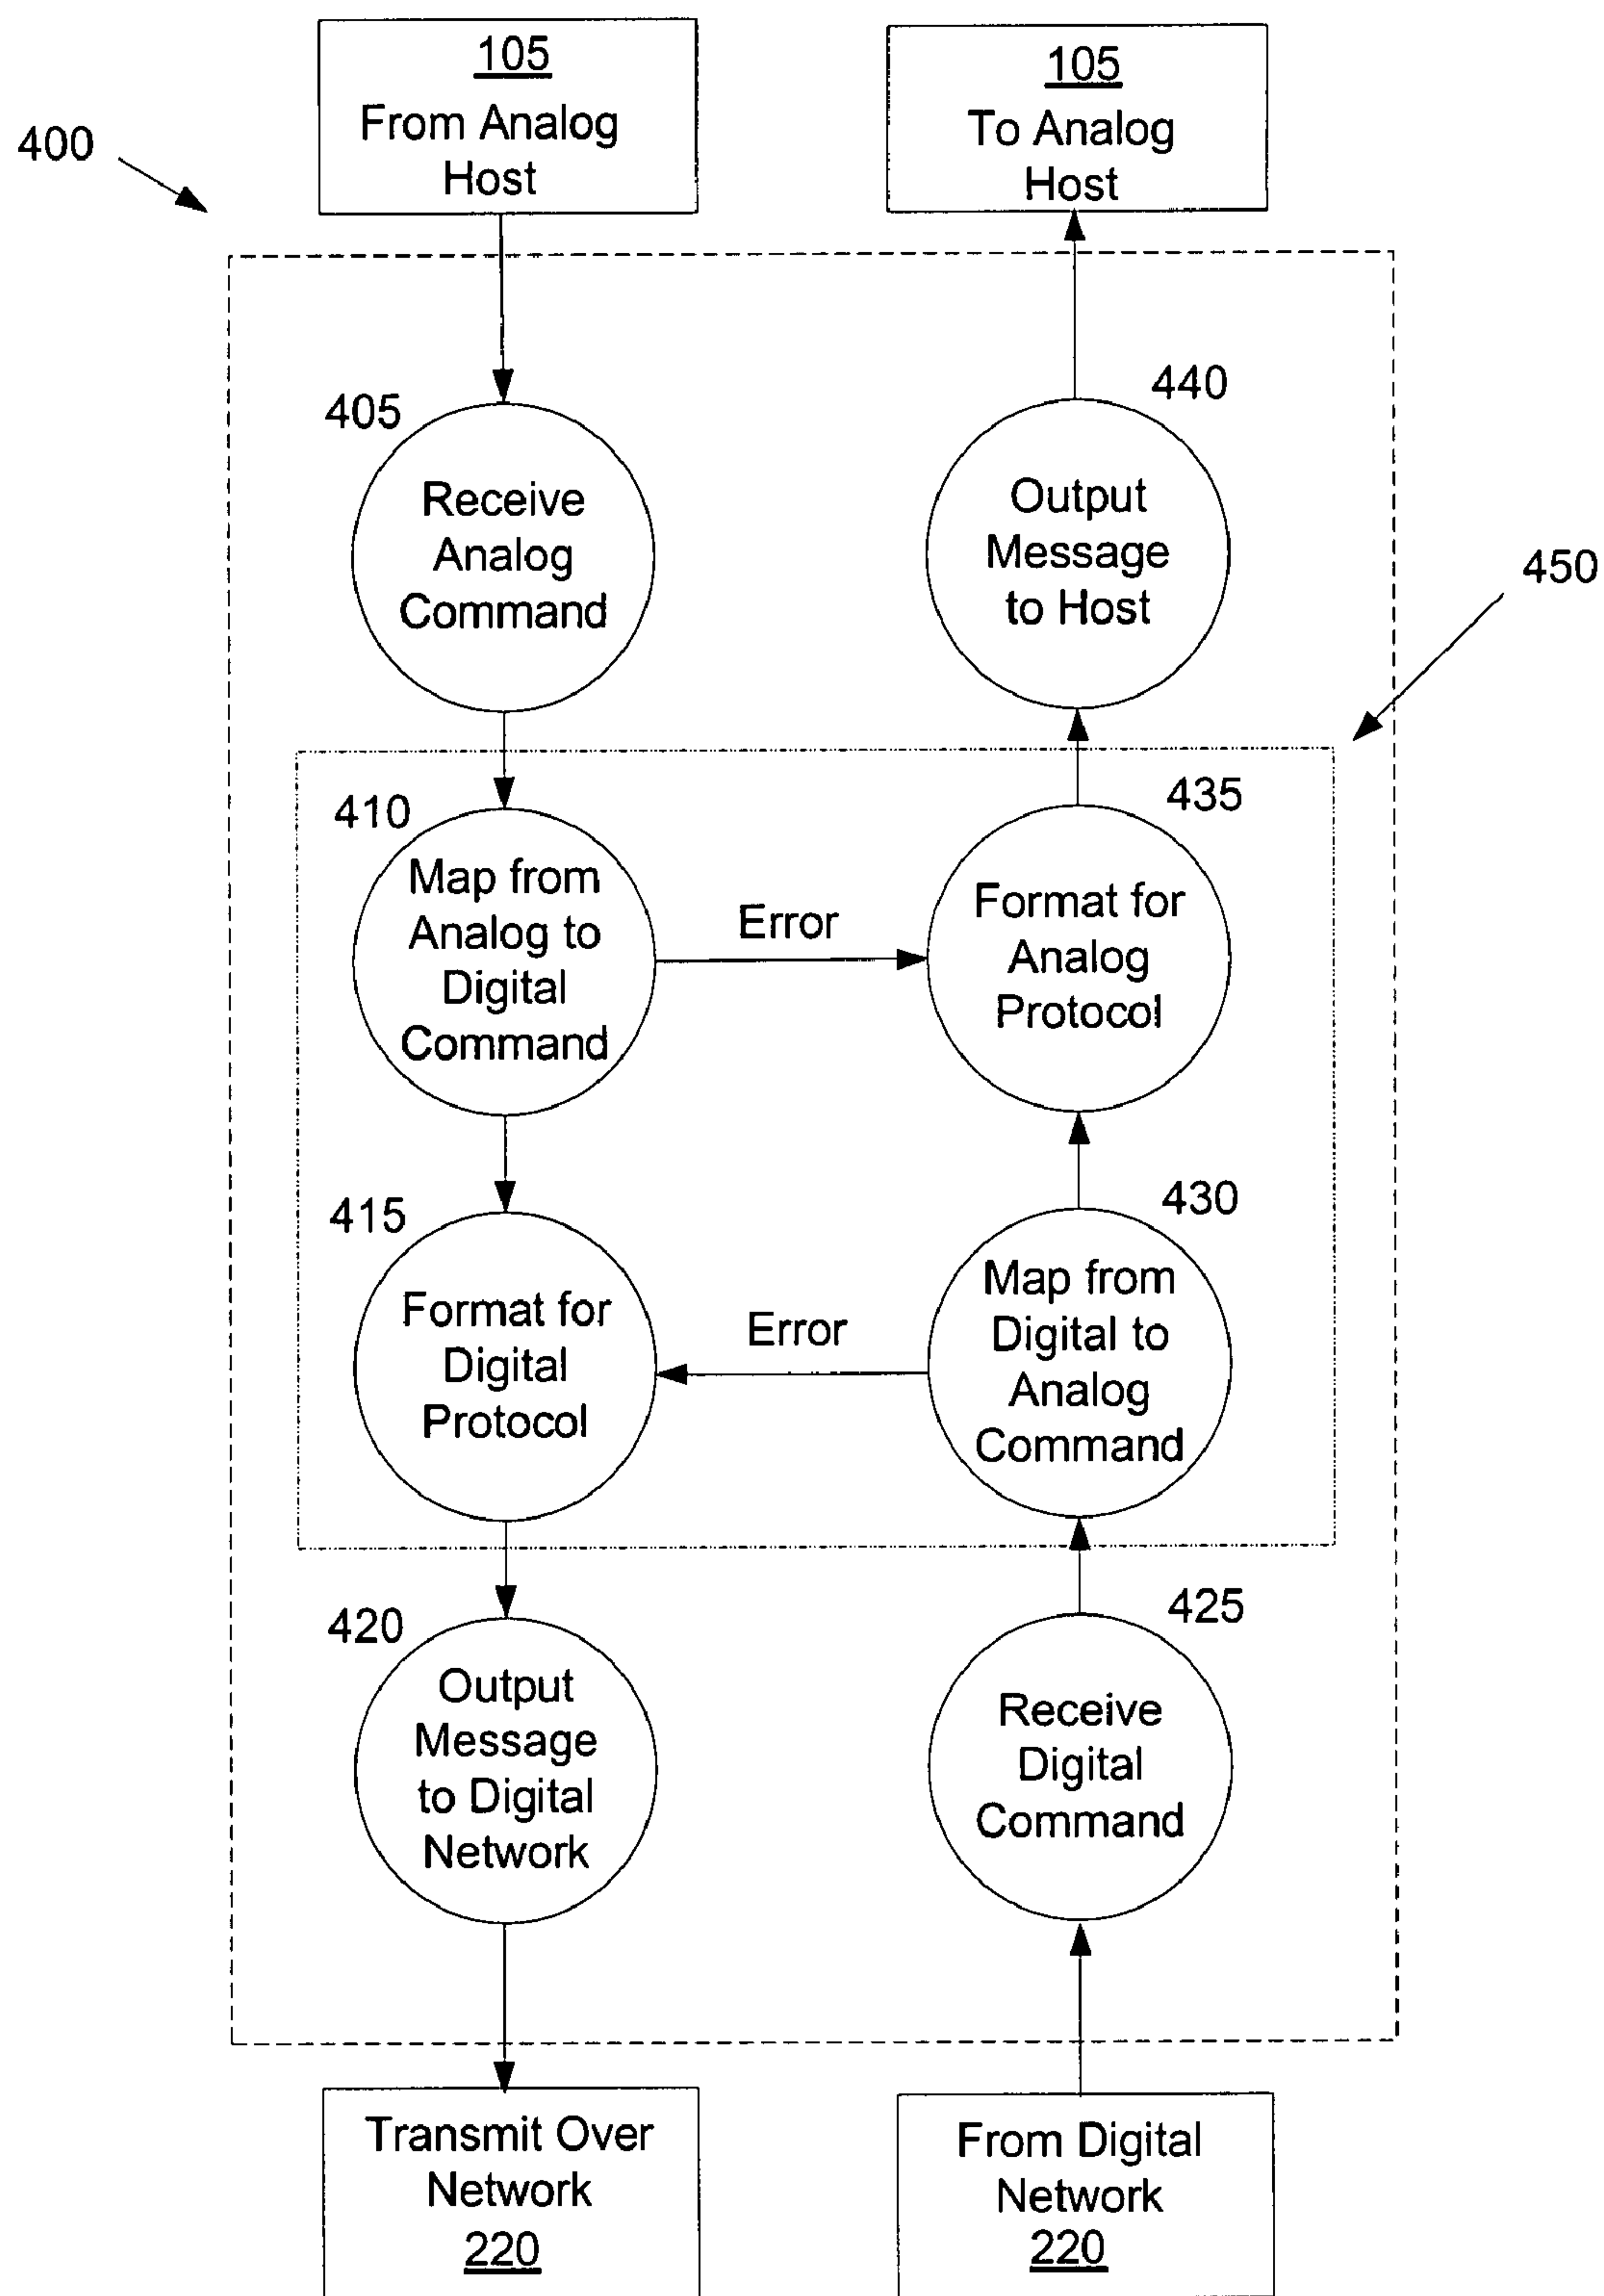 105
From Analog
Host
105
To Analog
Host
400
405
Receive
Analog
Command
440
Output
Message
to Host
450
410
Map from
Analog to
Digital
Command
Error
435
Format for
Analog
Protocol
415
Format for
Digital
Protocol
Error
430
Map from
Digital to
Analog
Command
420
Output
Message
to Digital
Network
425
Receive
Digital
Command
Transmit Over
Network
220
From Digital
Network
220